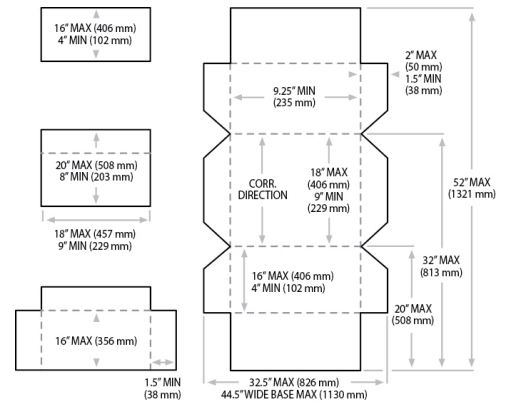 16" MAX (406 mm)
4" MIN (102 mm)
20" MAX (508 mm)
8" MIN (203 mm)
18" MAX (457 mm)
9" MIN (229 mm)
16" MAX (356 mm)
1.5" MIN
(38 mm)
9.25" MIN
(235 mm)
2" MAX
(50 mm)
1.5" MIN
(38 mm)
CORR.
DIRECTION
18" MAX
(406 mm)
9" MIN
(229 mm)
52" MAX
(1321 mm)
32" MAX
(813 mm)
16" MAX (406 mm)
4" MIN (102 mm)
20" MAX
(508 mm)
32.5" MAX (826 mm)
44.5" WIDE BASE MAX (1130 mm)